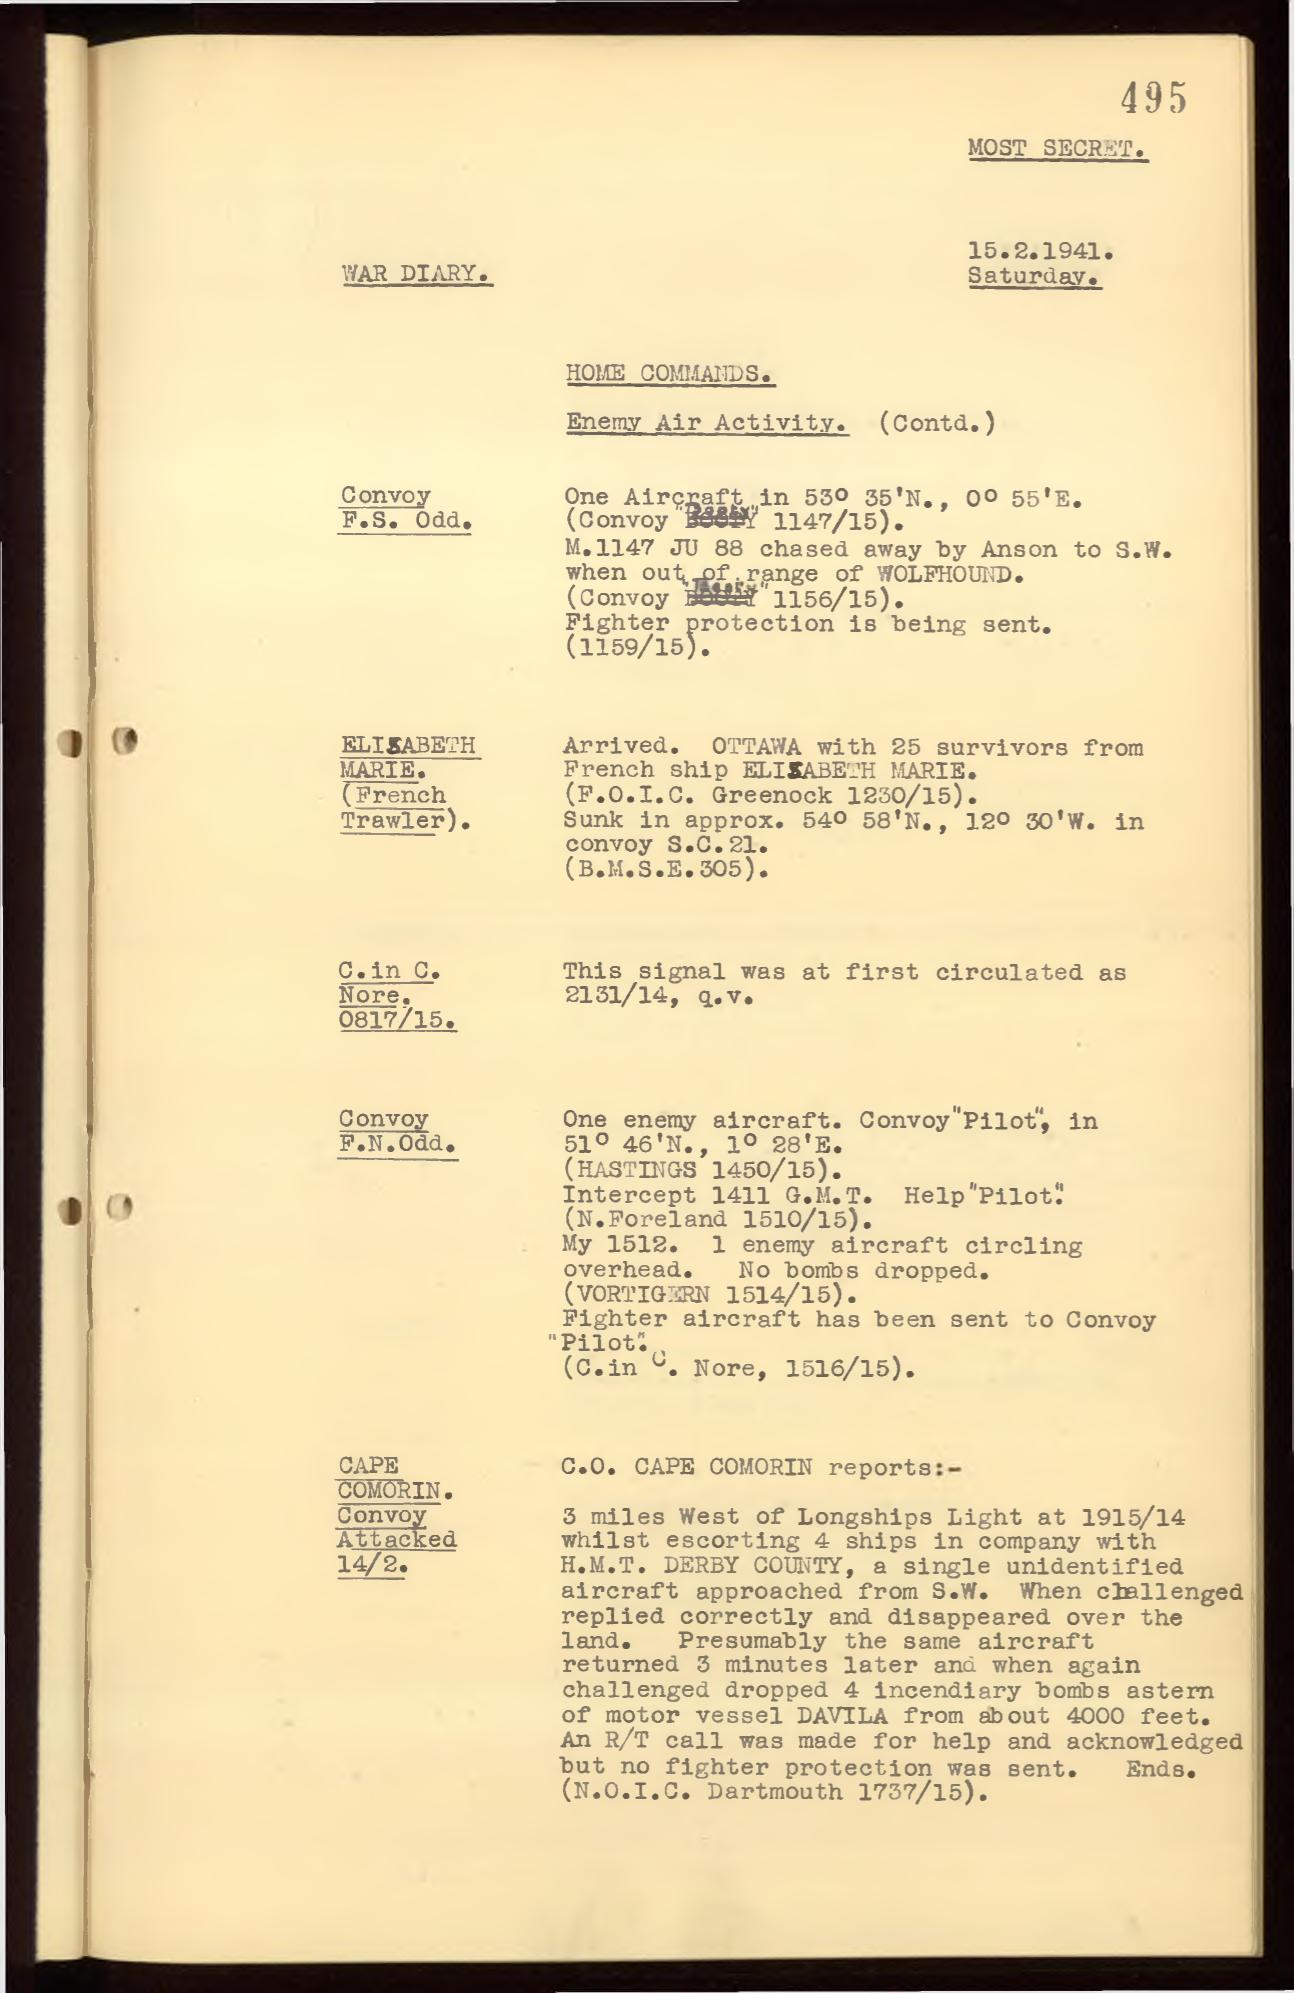 495
MOST SECRET.
15.2.1941.
WAR DIARY.
Saturday.
HOME COMMANDS.
Enemy Air Activity. (Contd.)
Convoy
F.S. Odd.
One Aircraft in 53° 35'N., 0° 55'E.
(Convoy "Booty" 1147/15).
M.1147 JU 88 chased away by Anson to S.W.
when out of range of WOLFHOUND.
(Convoy "Booty" 1156/15).
Fighter protection is being sent.
(1159/15).
ELISABETH
MARIE.
(French
Trawler).
Arrived. OTTAWA with 25 survivors from
French ship ELISABETH MARIE.
(F.O.I.C. Greenock 1230/15).
Sunk in approx. 54° 58'N., 12° 30'W. in
convoy S.C.21.
(B.M.S.E.305).
C.in C.
Nore.
0817/15.
This signal was at first circulated as
2131/14, q.v.
Convoy
F.N.Odd.
One enemy aircraft. Convoy "Pilot", in
51° 46'N., 1° 28'E.
(HASTINGS 1450/15).
Intercept 1411 G.M.T. Help "Pilot".
(N.Foreland 1510/15).
My 1512. 1 enemy aircraft circling
overhead. No bombs dropped.
(VORTIGERN 1514/15).
Fighter aircraft has been sent to Convoy
"Pilot".
(C.in C. Nore, 1516/15).
CAPE
COMORIN.
Convoy
Attacked
14/2.
C.O. CAPE COMORIN reports:-
3 miles West of Longships Light at 1915/14
whilst escorting 4 ships in company with
H.M.T. DERBY COUNTY, a single unidentified
aircraft approached from S.W. When challenged
replied correctly and disappeared over the
land. Presumably the same aircraft
returned 3 minutes later and when again
challenged dropped 4 incendiary bombs astern
of motor vessel DAVILA from about 4000 feet.
An R/T call was made for help and acknowledged
but no fighter protection was sent. Ends.
(N.O.I.C. Dartmouth 1737/15).